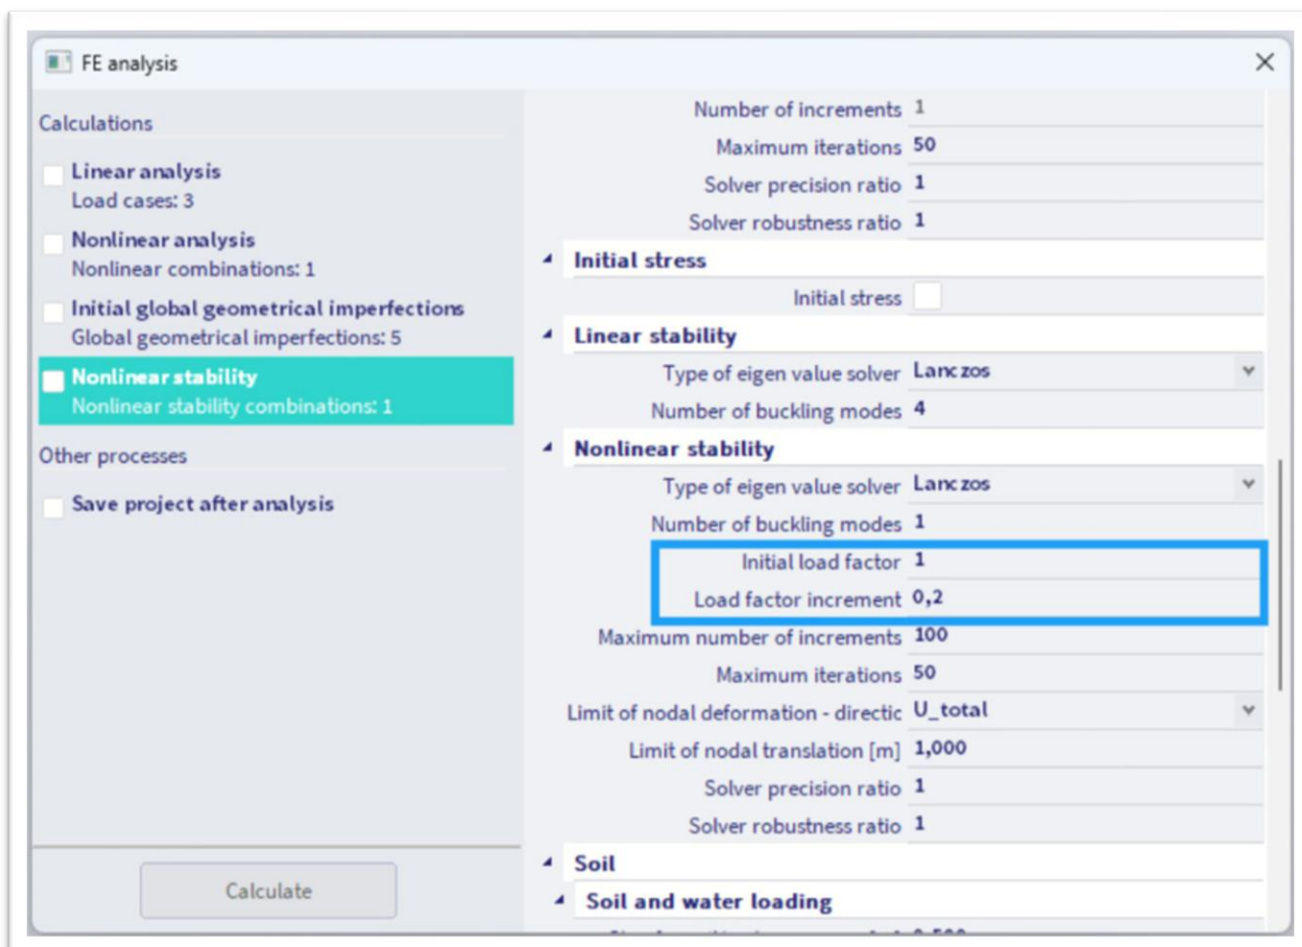 FE analysis
Calculations
Linear analysis
Load cases: 3
Nonlinear analysis
Nonlinear combinations: 1
Initial global geometrical imperfections
Global geometrical imperfections: 5
Nonlinear stability
Nonlinear stability combinations: 1
Other processes
Save project after analysis
Calculate
Number of increments 1
Maximum iterations 50
Solver precision ratio 1
Solver robustness ratio 1
Initial stress
Initial stress
Linear stability
Type of eigen value solver Lanczos
Number of buckling modes 4
Nonlinear stability
Type of eigen value solver Lanczos
Number of buckling modes 1
Initial load factor 1
Load factor increment 0,2
Maximum number of increments 100
Maximum iterations 50
Limit of nodal deformation - directic U_total
Limit of nodal translation [m] 1,000
Solver precision ratio 1
Solver robustness ratio 1
Soil
Soil and water loading